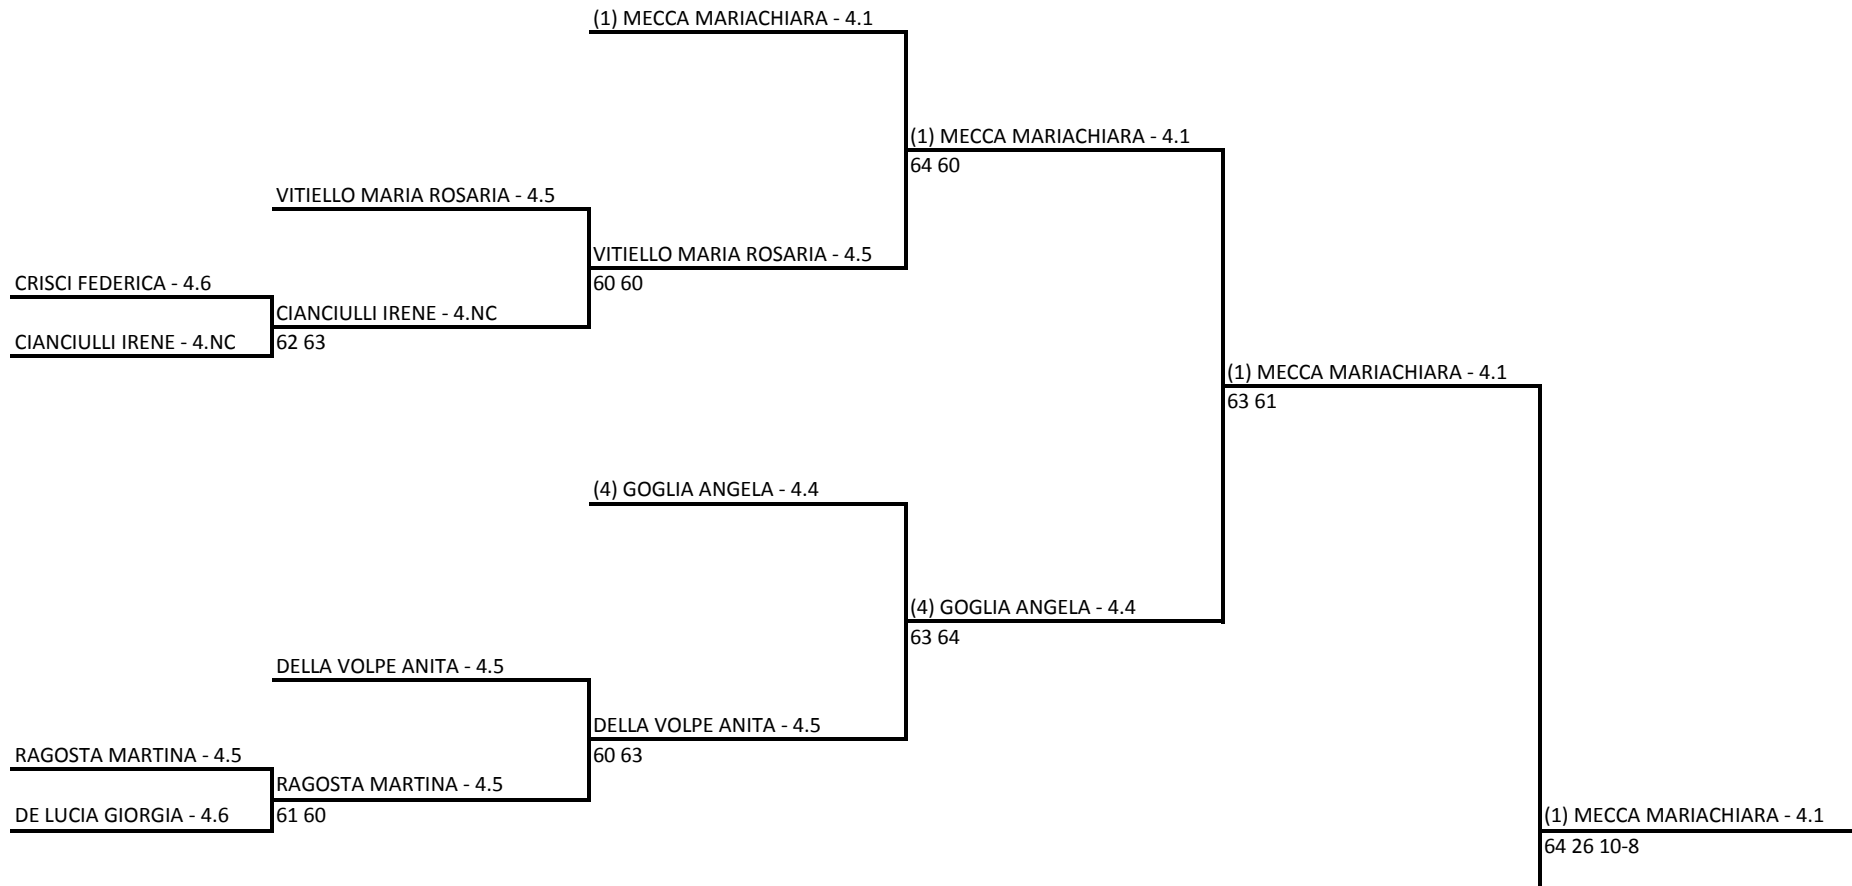 (1) MECCA MARIACHIARA - 4.1
(1) MECCA MARIACHIARA - 4.1
64 60
VITIELLO MARIA ROSARIA - 4.5
VITIELLO MARIA ROSARIA - 4.5
60 60
CRISCI FEDERICA - 4.6
CIANCIULLI IRENE - 4.NC
CIANCIULLI IRENE - 4.NC
62 63
(1) MECCA MARIACHIARA - 4.1
63 61
(4) GOGLIA ANGELA - 4.4
(4) GOGLIA ANGELA - 4.4
63 64
DELLA VOLPE ANITA - 4.5
DELLA VOLPE ANITA - 4.5
60 63
RAGOSTA MARTINA - 4.5
RAGOSTA MARTINA - 4.5
DE LUCIA GIORGIA - 4.6
61 60
(1) MECCA MARIACHIARA - 4.1
64 26 10-8